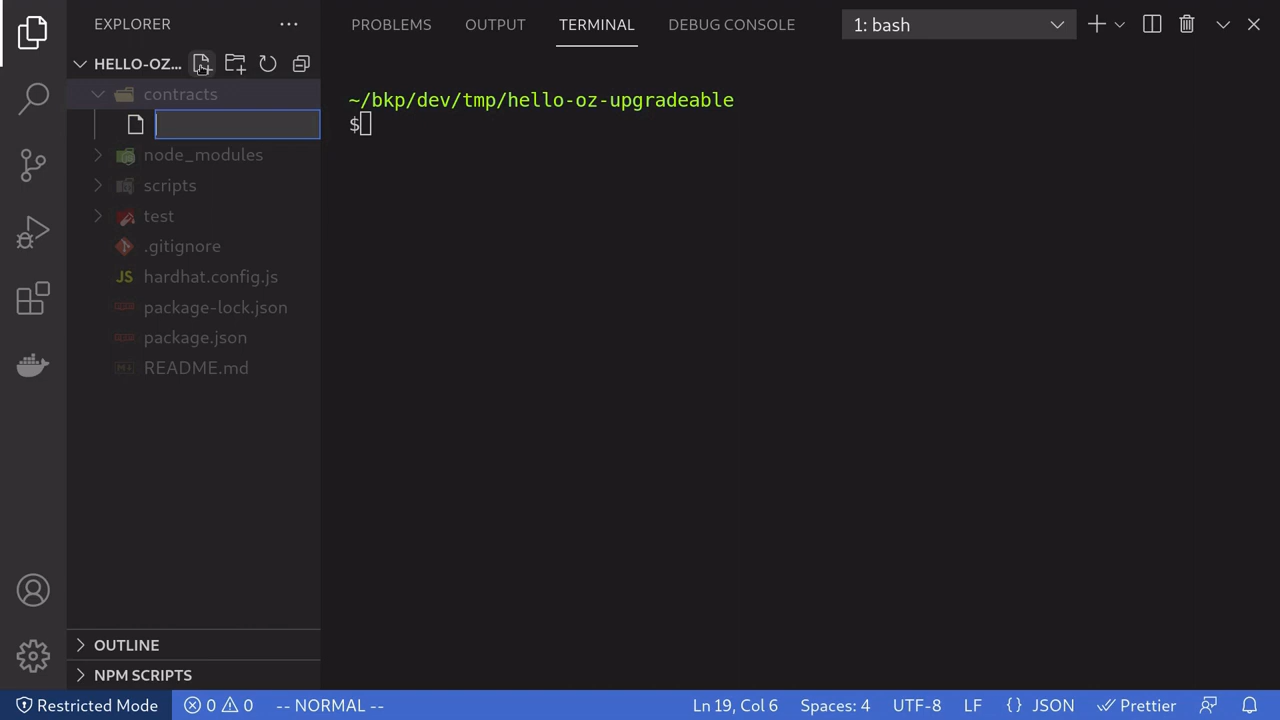 EXPLORER
HELLO-OZ...
contracts
node_modules
scripts
test
.gitignore
JS hardhat.config.js
package-lock.json
package.json
README.md
OUTLINE
NPM SCRIPTS
PROBLEMS OUTPUT TERMINAL DEBUG CONSOLE 1: bash
~/bkp/dev/tmp/hello-oz-upgradeable
$
Restricted Mode 0 0 -- NORMAL -- Ln 19, Col 6 Spaces: 4 UTF-8 LF {} JSON Prettier